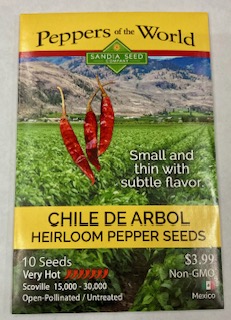 Peppers of the World
SANDIA SEED
COMPANY
Small and
thin with
subtle flavor.
CHILE DE ARBOL
HEIRLOOM PEPPER SEEDS
10 Seeds
$3.99
Very Hot
Non-GMO
Scoville 15,000 - 30,000
Open-Pollinated / Untreated
Mexico